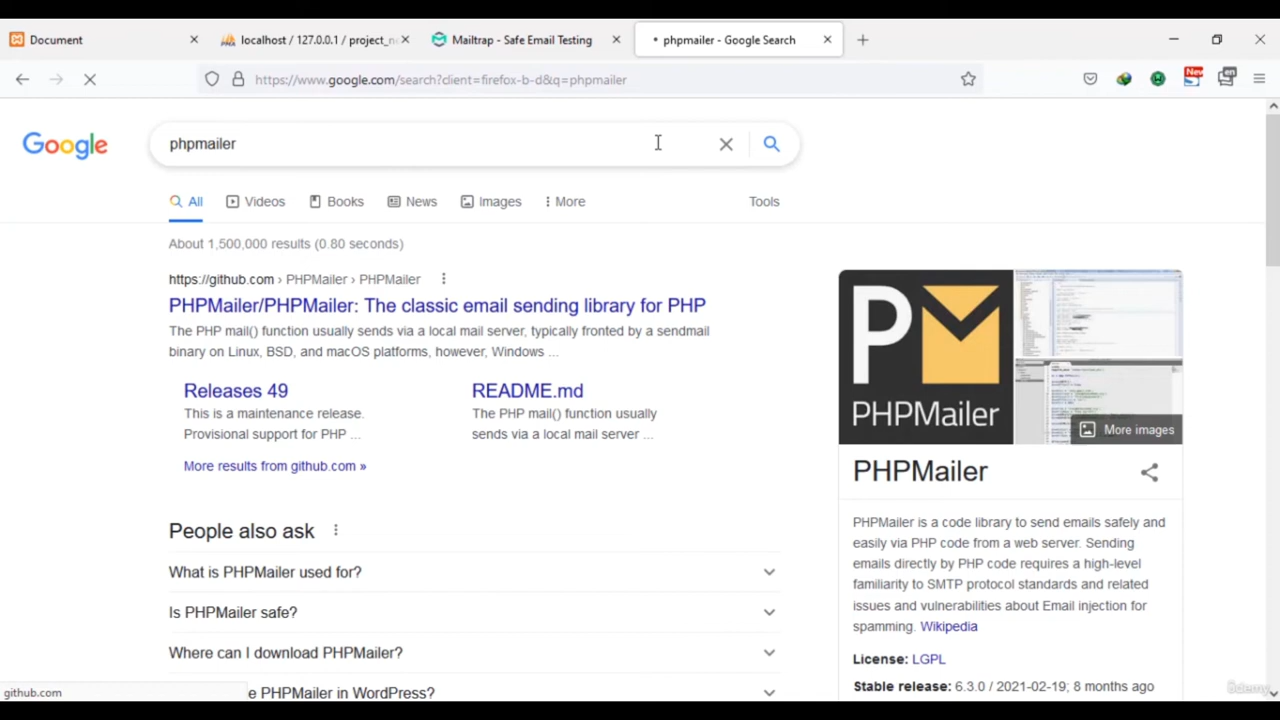 Document
localhost / 127.0.0.1 / project_n
Mailtrap - Safe Email Testing
phpmailer - Google Search
https://www.google.com/search?client=firefox-b-d&q=phpmailer
New
en
Google
phpmailer
All
Videos
Books
News
Images
More
Tools
About 1,500,000 results (0.80 seconds)
https://github.com › PHPMailer › PHPMailer
PHPMailer/PHPMailer: The classic email sending library for PHP
The PHP mail() function usually sends via a local mail server, typically fronted by a sendmail
binary on Linux, BSD, and macOS platforms, however, Windows ...
Releases 49
This is a maintenance release.
Provisional support for PHP ...
README.md
The PHP mail() function usually
sends via a local mail server ...
More results from github.com »
People also ask
What is PHPMailer used for?
Is PHPMailer safe?
Where can I download PHPMailer?
e PHPMailer in WordPress?
github.com
PHPMailer
More images
PHPMailer
PHPMailer is a code library to send emails safely and
easily via PHP code from a web server. Sending
emails directly by PHP code requires a high-level
familiarity to SMTP protocol standards and related
issues and vulnerabilities about Email injection for
spamming. Wikipedia
License: LGPL
Stable release: 6.3.0 / 2021-02-19; 8 months ago
Udemy